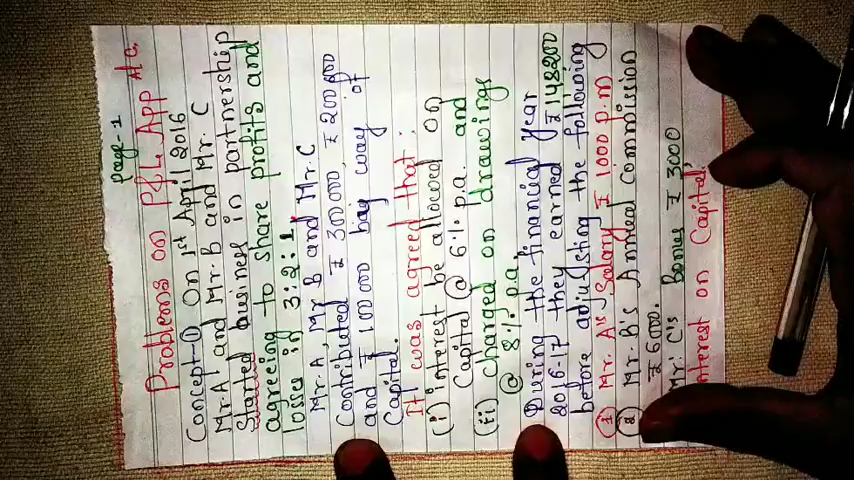 Page-1
Problems on P&L App A/c.
Concept-① On 1st April 2016
Mr. A and Mr. B and Mr. C
Started business in partnership
agreeing to share profits and
losse in 3:2:1.
Mr. A, Mr B and Mr. C
Contributed ₹ 300000, ₹ 200000
and ₹ 100000 bay way of
Capital.
It was agreed that:
(i) interest be allowed on
Capital @ 6% p.a. and
(ii) charged on drawings
@ 8% p.a.
During the financial year
2016-17 they earned ₹148200
before adjusting the following
① Mr. A's Salary ₹ 1000 p.m
② Mr. B's Annual commission
₹ 6000.
Mr. C's Bonus ₹ 3000
nterest on Capital.